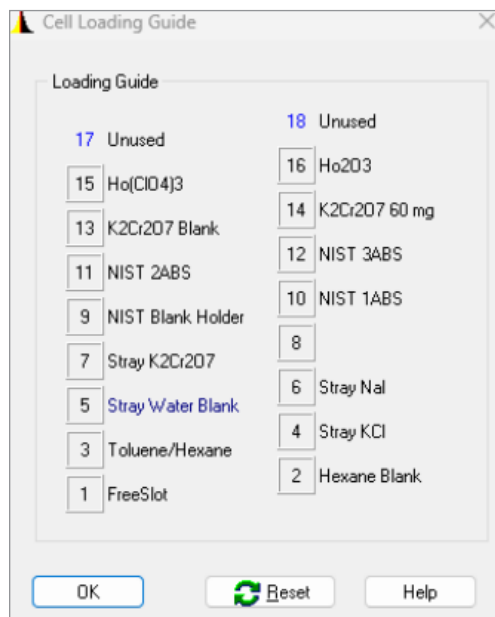 Cell Loading Guide
Loading Guide
17 Unused
15 Ho(ClO4)3
13 K2Cr2O7 Blank
11 NIST 2ABS
9 NIST Blank Holder
7 Stray K2Cr2O7
5 Stray Water Blank
3 Toluene/Hexane
1 FreeSlot
18 Unused
16 Ho2O3
14 K2Cr2O7 60 mg
12 NIST 3ABS
10 NIST 1ABS
8
6 Stray NaI
4 Stray KCl
2 Hexane Blank
OK
Reset
Help